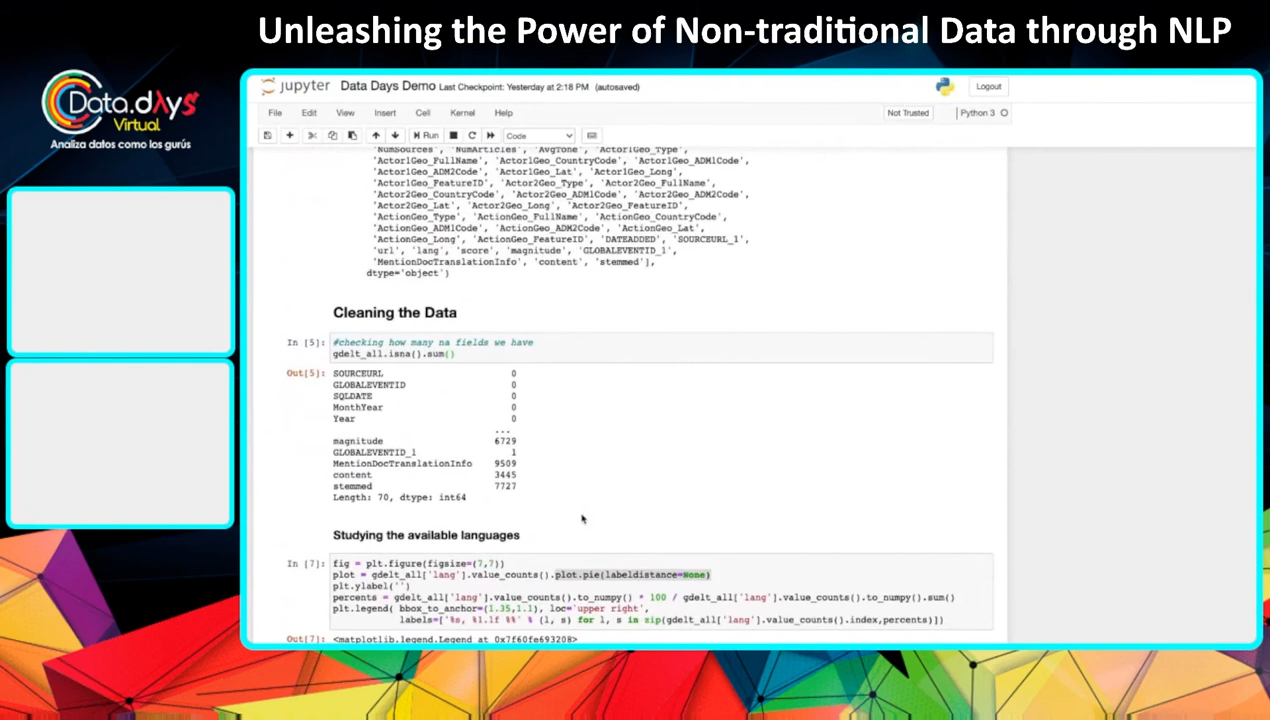 Unleashing the Power of Non-traditional Data through NLP
Data.dAys
Virtual
Analiza datos como los gurús
jupyter Data Days Demo Last Checkpoint: Yesterday at 2:18 PM (autosaved)
Logout
File Edit View Insert Cell Kernel Help
Not Trusted
Python 3
Run
Code
'NumSources', 'NumArticles', 'AvgTone', 'Actor1Geo_Type',
'Actor1Geo_FullName', 'Actor1Geo_CountryCode', 'Actor1Geo_ADM1Code',
'Actor1Geo_ADM2Code', 'Actor1Geo_Lat', 'Actor1Geo_Long',
'Actor1Geo_FeatureID', 'Actor2Geo_Type', 'Actor2Geo_FullName',
'Actor2Geo_CountryCode', 'Actor2Geo_ADM1Code', 'Actor2Geo_ADM2Code',
'Actor2Geo_Lat', 'Actor2Geo_Long', 'Actor2Geo_FeatureID',
'ActionGeo_Type', 'ActionGeo_FullName', 'ActionGeo_CountryCode',
'ActionGeo_ADM1Code', 'ActionGeo_ADM2Code', 'ActionGeo_Lat',
'ActionGeo_Long', 'ActionGeo_FeatureID', 'DATEADDED', 'SOURCEURL_1',
'url', 'lang', 'score', 'magnitude', 'GLOBALEVENTID_1',
'MentionDocTranslationInfo', 'content', 'stemmed'],
dtype='object')
Cleaning the Data
In [5]: #checking how many na fields we have
gdelt_all.isna().sum()
Out[5]: SOURCEURL 0
GLOBALEVENTID 0
SQLDATE 0
MonthYear 0
Year 0
...
magnitude 6729
GLOBALEVENTID_1 1
MentionDocTranslationInfo 9509
content 3445
stemmed 7727
Length: 70, dtype: int64
Studying the available languages
In [7]: fig = plt.figure(figsize=(7,7))
plot = gdelt_all['lang'].value_counts().plot.pie(labeldistance=None)
plt.ylabel('')
percents = gdelt_all['lang'].value_counts().to_numpy() * 100 / gdelt_all['lang'].value_counts().to_numpy().sum()
plt.legend( bbox_to_anchor=(1.35,1.1), loc='upper right',
labels=['%s, %1.1f %%' % (l, s) for l, s in zip(gdelt_all['lang'].value_counts().index,percents)])
Out[7]: <matplotlib.legend.Legend at 0x7f60fe693208>